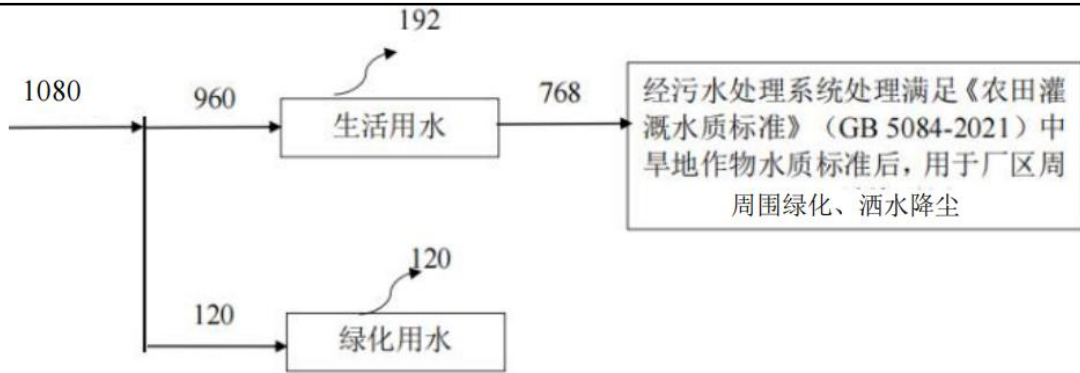 192
1080
960
生活用水
768
经污水处理系统处理满足《农田灌
溉水质标准》（GB 5084-2021）中
旱地作物水质标准后，用于厂区周
周围绿化、洒水降尘
120
120
绿化用水